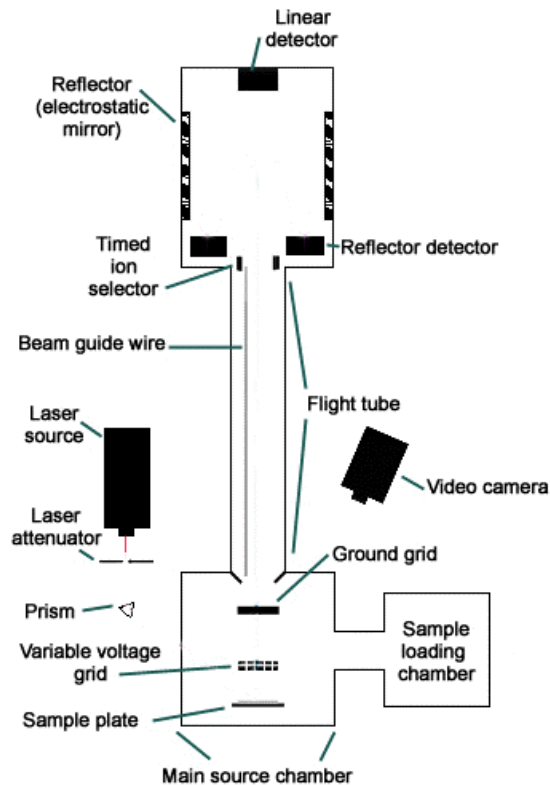 Linear
detector
Reflector
(electrostatic
mirror)
Timed
ion
selector
Reflector detector
Beam guide wire
Flight tube
Laser
source
Video camera
Laser
attenuator
Ground grid
Prism
Sample
loading
chamber
Variable voltage
grid
Sample plate
Main source chamber